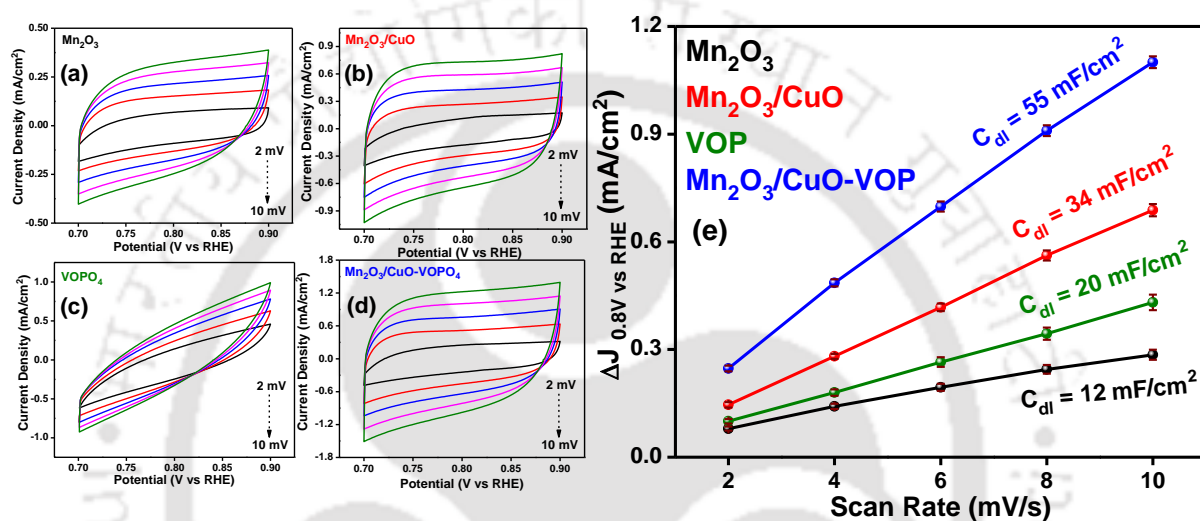 Mn₂O₃
(a)
2 mV
10 mV
0.50
0.25
0.00
-0.25
0.50
0.70 0.75 0.80 0.85 0.90
Potential (V vs RHE)
Current Density (mA/cm²)
Mn₂O₃/CuO
(b)
2 mV
10 mV
0.9
0.6
0.3
0.0
-0.3
-0.6
-0.9
0.70 0.75 0.80 0.85 0.90
Potential (V vs RHE)
Current Density (mA/cm²)
VOPO₄
(c)
2 mV
10 mV
1.0
0.5
0.0
-0.5
-1.0
0.70 0.75 0.80 0.85 0.90
Potential (V vs RHE)
Current Density (mA/cm²)
Mn₂O₃/CuO-VOPO₄
(d)
2 mV
10 mV
1.8
1.2
0.6
0.0
-0.6
-1.2
-1.8
0.70 0.75 0.80 0.85 0.90
Potential (V vs RHE)
Current Density (mA/cm²)
Mn₂O₃
Mn₂O₃/CuO
VOP
Mn₂O₃/CuO-VOP
(e)
C_dl = 55 mF/cm²
C_dl = 34 mF/cm²
C_dl = 20 mF/cm²
C_dl = 12 mF/cm²
1.2
0.9
0.6
0.3
0.0
2 4 6 8 10
Scan Rate (mV/s)
ΔJ 0.8V vs RHE (mA/cm²)